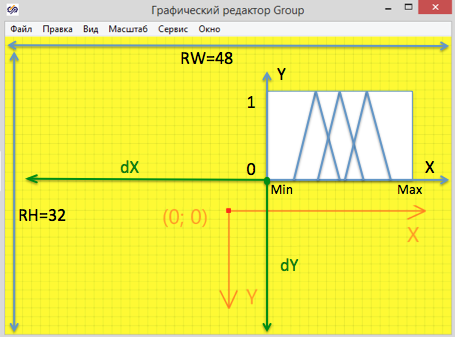 Графический редактор Group
Файл Правка Вид Масштаб Сервис Окно
RW=48
Y
1
dX
0
X
Min
Max
RH=32
(0; 0)
X
dY
Y